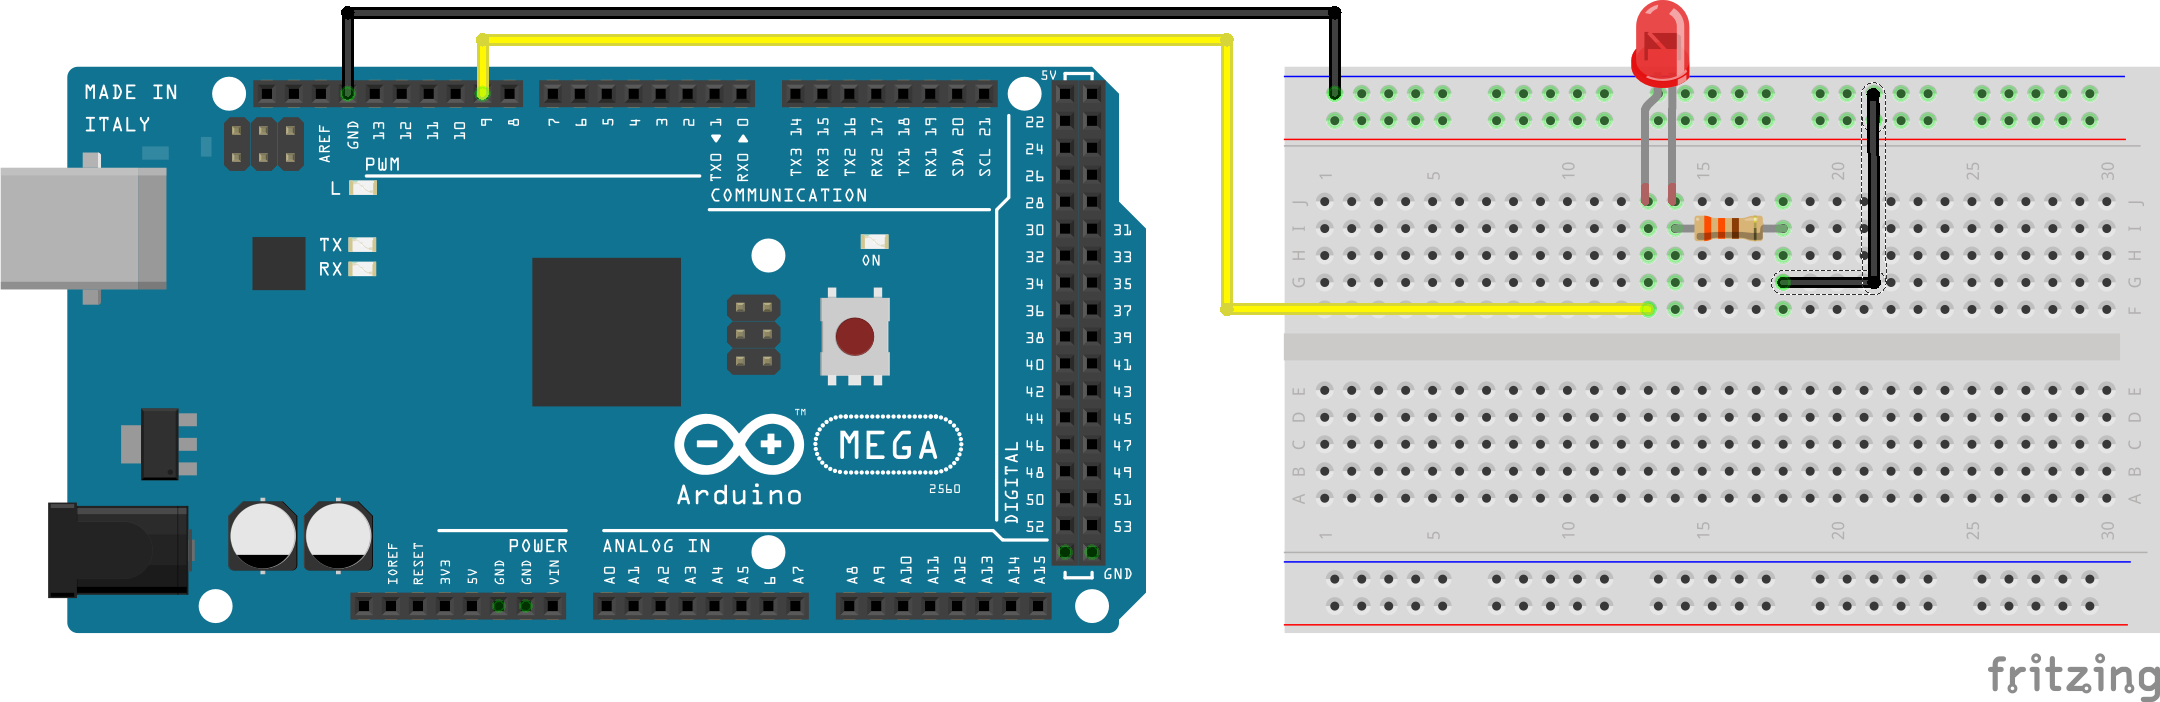 MADE IN
ITALY
AREF
GND
13
12
11
10
9
8
7
6
5
4
3
2
TX0 1
RX0 0
TX3 14
RX3 15
TX2 16
RX2 17
TX1 18
RX1 19
SDA 20
SCL 21
PWM
COMMUNICATION
L
TX
RX
ON
5V
22
24
26
28
30 31
32 33
34 35
36 37
38 39
40 41
42 43
44 45
46 47
48 49
50 51
52 53
GND
DIGITAL
TM
MEGA
Arduino
2560
POWER
ANALOG IN
IOREF
RESET
3V3
5V
GND
GND
VIN
A0
A1
A2
A3
A4
A5
6
A7
A8
A9
A10
A11
A12
A13
A14
A15
1 5 10 15 20 25 30
J J
I I
H H
G G
F F
E E
D D
C C
B B
A A
1 5 10 15 20 25 30
fritzing